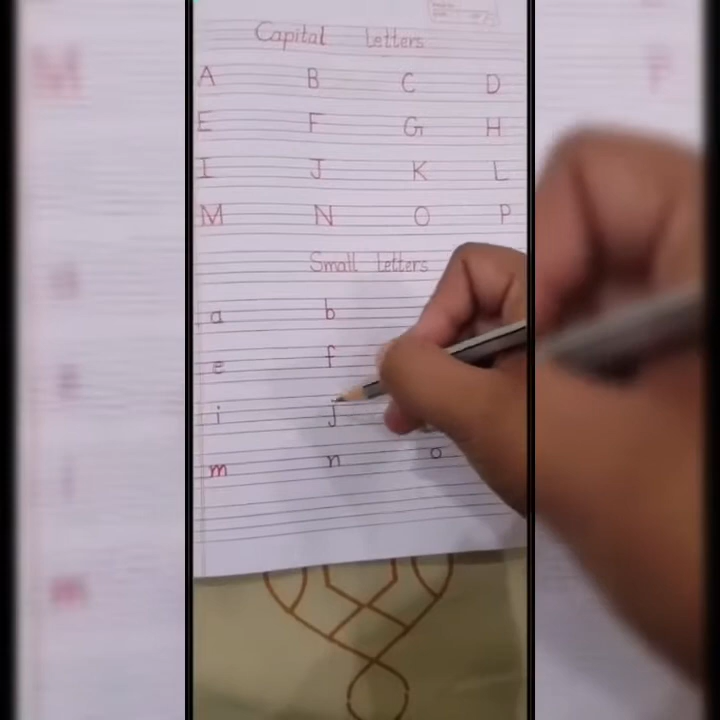 Capital letters
A B C D
E F G H
I J K L
M N O P
Small letters
a b
e f
i j
m n o